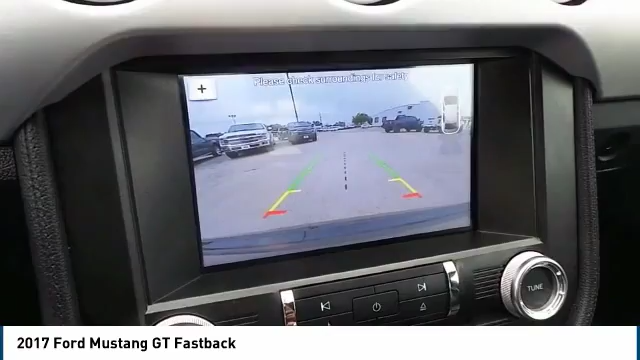 Please check surroundings for safety
+
TUNE
2017 Ford Mustang GT Fastback